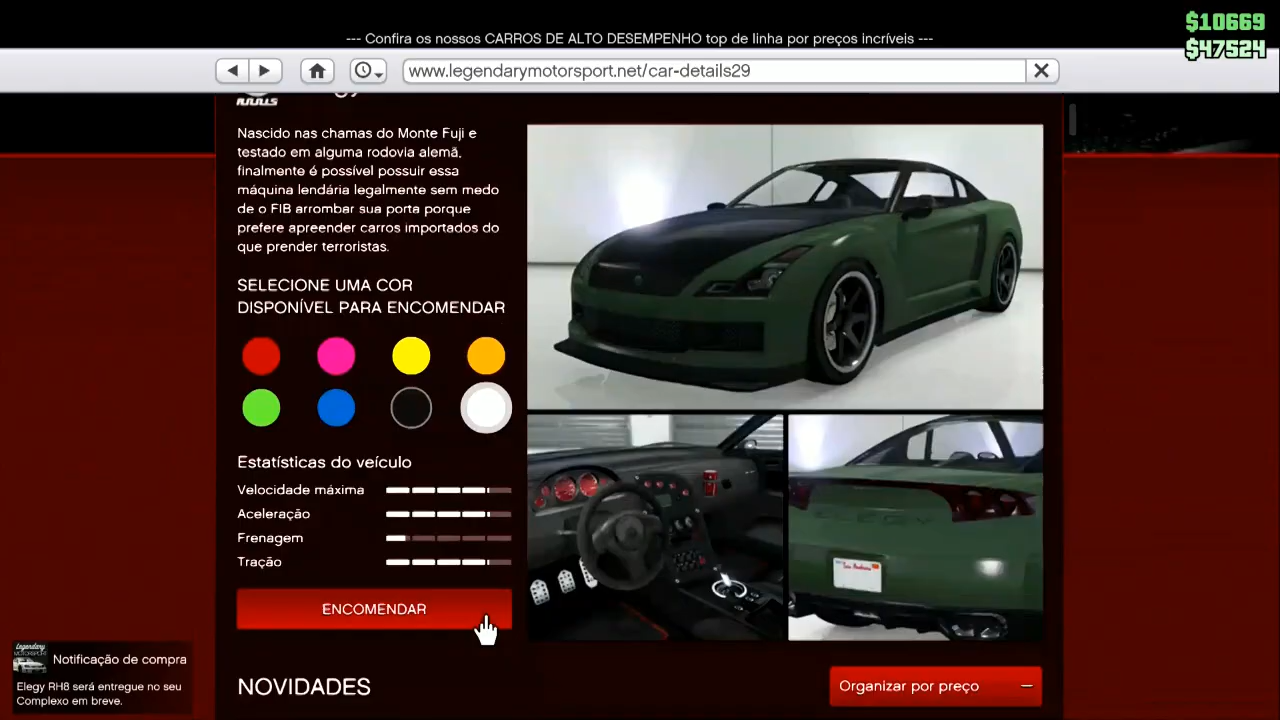 $10669
--- Confira os nossos CARROS DE ALTO DESEMPENHO top de linha por preços incríveis ---
$47524
www.legendarymotorsport.net/car-details29
Nascido nas chamas do Monte Fuji e
testado em alguma rodovia alemã,
finalmente é possível possuir essa
máquina lendária legalmente sem medo
de o FIB arrombar sua porta porque
prefere apreender carros importados do
que prender terroristas.
SELECIONE UMA COR
DISPONÍVEL PARA ENCOMENDAR
Estatísticas do veículo
Velocidade máxima
Aceleração
Frenagem
Tração
ENCOMENDAR
ELEGY
Notificação de compra
Elegy RH8 será entregue no seu
Complexo em breve.
NOVIDADES
Organizar por preço